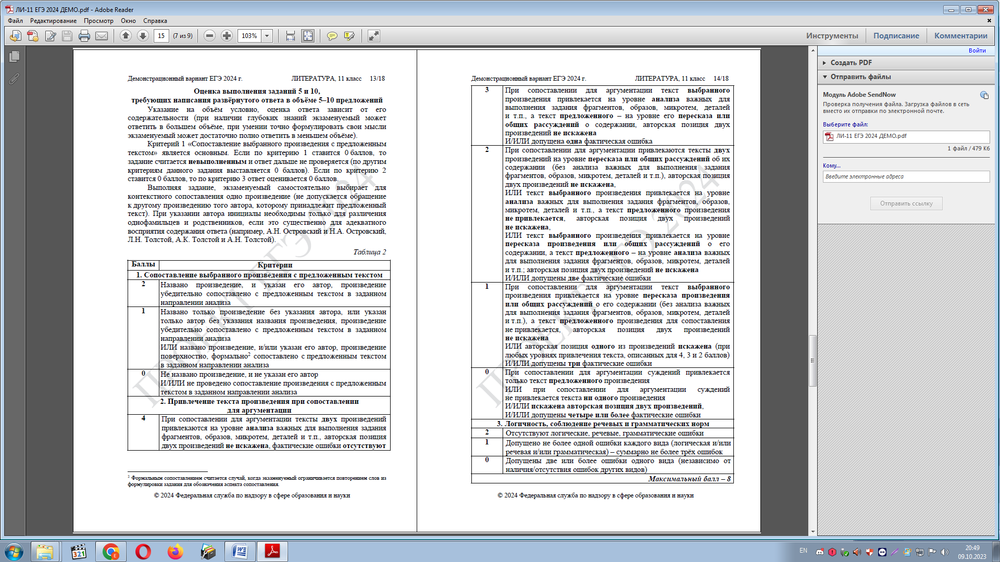 ЛИ-11 ЕГЭ 2024 ДЕМО.pdf - Adobe Reader
Файл Редактирование Просмотр Окно Справка
15 (7 из 9) 103% Инструменты Подписание Комментарии
Демонстрационный вариант ЕГЭ 2024 г. ЛИТЕРАТУРА, 11 класс 13/18
Оценка выполнения заданий 5 и 10,
требующих написания развёрнутого ответа в объёме 5–10 предложений
Указание на объём условно, оценка ответа зависит от его
содержательности (при наличии глубоких знаний экзаменуемый может
ответить в большем объёме, при умении точно формулировать свои мысли
экзаменуемый может достаточно полно ответить в меньшем объёме).
Критерий 1 «Сопоставление выбранного произведения с предложенным
текстом» является основным. Если по критерию 1 ставится 0 баллов, то
задание считается невыполненным и ответ дальше не проверяется (по другим
критериям данного задания выставляется 0 баллов). Если по критерию 2
ставится 0 баллов, то по критерию 3 ответ оценивается 0 баллов.
Выполняя задание, экзаменуемый самостоятельно выбирает для
контекстного сопоставления одно произведение (не допускается обращение
к другому произведению того автора, которому принадлежит предложенный
текст). При указании автора инициалы необходимы только для различения
однофамильцев и родственников, если это существенно для адекватного
восприятия содержания ответа (например, А.Н. Островский и Н.А. Островский,
Л.Н. Толстой, А.К. Толстой и А.Н. Толстой).
Таблица 2
Баллы Критерии
1. Сопоставление выбранного произведения с предложенным текстом
2 Названо произведение, и указан его автор, произведение
убедительно сопоставлено с предложенным текстом в заданном
направлении анализа
1 Названо только произведение без указания автора, или указан
только автор без указания названия произведения, произведение
убедительно сопоставлено с предложенным текстом в заданном
направлении анализа
ИЛИ названо произведение, и/или указан его автор, произведение
поверхностно, формально2 сопоставлено с предложенным текстом
в заданном направлении анализа
0 Не названо произведение, и не указан его автор
И/ИЛИ не проведено сопоставление произведения с предложенным
текстом в заданном направлении анализа
2. Привлечение текста произведения при сопоставлении
для аргументации
4 При сопоставлении для аргументации тексты двух произведений
привлекаются на уровне анализа важных для выполнения задания
фрагментов, образов, микротем, деталей и т.п., авторская позиция
двух произведений не искажена, фактические ошибки отсутствуют
2 Формальным сопоставлением считается случай, когда экзаменуемый ограничивается повторением слов из
формулировки задания для обозначения аспекта сопоставления.
© 2024 Федеральная служба по надзору в сфере образования и науки
ПРОЕКТ ЕГЭ 2024
Демонстрационный вариант ЕГЭ 2024 г. ЛИТЕРАТУРА, 11 класс 14/18
3 При сопоставлении для аргументации текст выбранного
произведения привлекается на уровне анализа важных для
выполнения задания фрагментов, образов, микротем, деталей
и т.п., а текст предложенного – на уровне его пересказа или
общих рассуждений о содержании, авторская позиция двух
произведений не искажена
И/ИЛИ допущена одна фактическая ошибка
2 При сопоставлении для аргументации привлекаются тексты двух
произведений на уровне пересказа или общих рассуждений об их
содержании (без анализа важных для выполнения задания
фрагментов, образов, микротем, деталей и т.п.), авторская позиция
двух произведений не искажена,
ИЛИ текст выбранного произведения привлекается на уровне
анализа важных для выполнения задания фрагментов, образов,
микротем, деталей и т.п., а текст предложенного произведения
не привлекается, авторская позиция двух произведений
не искажена,
ИЛИ текст выбранного произведения привлекается на уровне
пересказа произведения или общих рассуждений о его
содержании, а текст предложенного – на уровне анализа важных
для выполнения задания фрагментов, образов, микротем, деталей
и т.п.; авторская позиция двух произведений не искажена
И/ИЛИ допущены две фактические ошибки
1 При сопоставлении для аргументации текст выбранного
произведения привлекается на уровне пересказа произведения
или общих рассуждений о его содержании (без анализа важных
для выполнения задания фрагментов, образов, микротем, деталей
и т.п.), а текст предложенного произведения для сопоставления
не привлекается, авторская позиция двух произведений
не искажена
ИЛИ авторская позиция одного из произведений искажена (при
любых уровнях привлечения текста, описанных для 4, 3 и 2 баллов)
И/ИЛИ допущены три фактические ошибки
0 При сопоставлении для аргументации суждений привлекается
только текст предложенного произведения
ИЛИ при сопоставлении для аргументации суждений
не привлекается текста ни одного произведения
И/ИЛИ искажена авторская позиция двух произведений,
И/ИЛИ допущены четыре или более фактические ошибки
3. Логичность, соблюдение речевых и грамматических норм
2 Отсутствуют логические, речевые, грамматические ошибки
1 Допущено не более одной ошибки каждого вида (логическая и/или
речевая и/или грамматическая) – суммарно не более трёх ошибок
0 Допущены две или более ошибки одного вида (независимо от
наличия/отсутствия ошибок других видов)
Максимальный балл – 8
© 2024 Федеральная служба по надзору в сфере образования и науки
ПРОЕКТ ЕГЭ 2024
Войти
Создать PDF
Отправить файлы
Модуль Adobe SendNow
Проверка получения файла. Загрузка файлов в сеть
вместо их отправки по электронной почте.
Выберите файл:
ЛИ-11 ЕГЭ 2024 ДЕМО.pdf
1 файл / 479 Кб
Кому...
Введите электронные адреса
Отправить ссылку
321
EN
20:49
09.10.2023